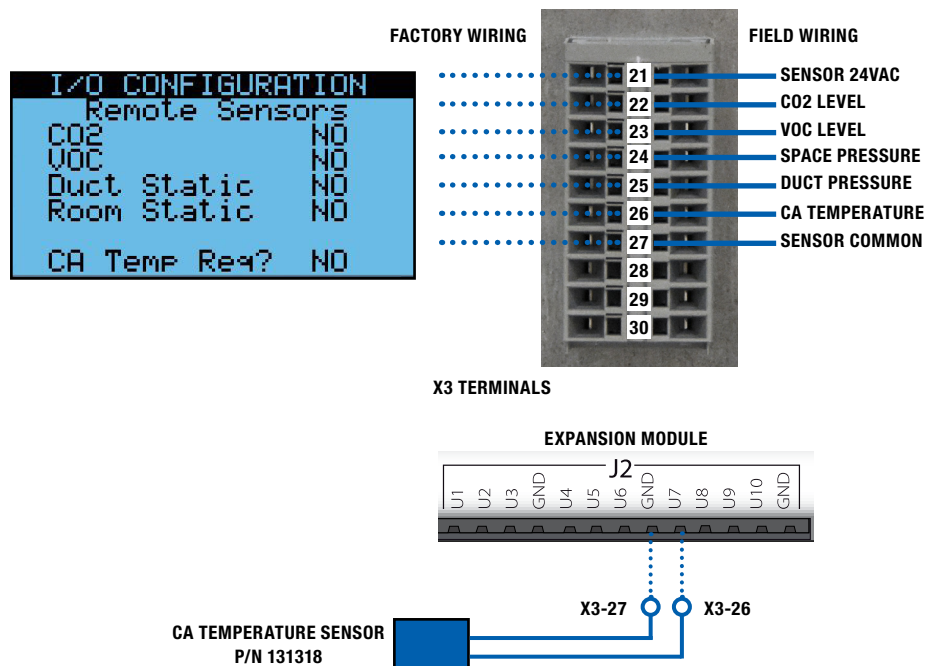 FACTORY WIRING
FIELD WIRING
I/O CONFIGURATION
Remote Sensors
CO2 NO
VOC NO
Duct Static NO
Room Static NO
CA Temp Req? NO
21 SENSOR 24VAC
22 CO2 LEVEL
23 VOC LEVEL
24 SPACE PRESSURE
25 DUCT PRESSURE
26 CA TEMPERATURE
27 SENSOR COMMON
28
29
30
X3 TERMINALS
EXPANSION MODULE
J2
U1 U2 U3 GND U4 U5 U6 GND U7 U8 U9 U10 GND
X3-27 X3-26
CA TEMPERATURE SENSOR
P/N 131318